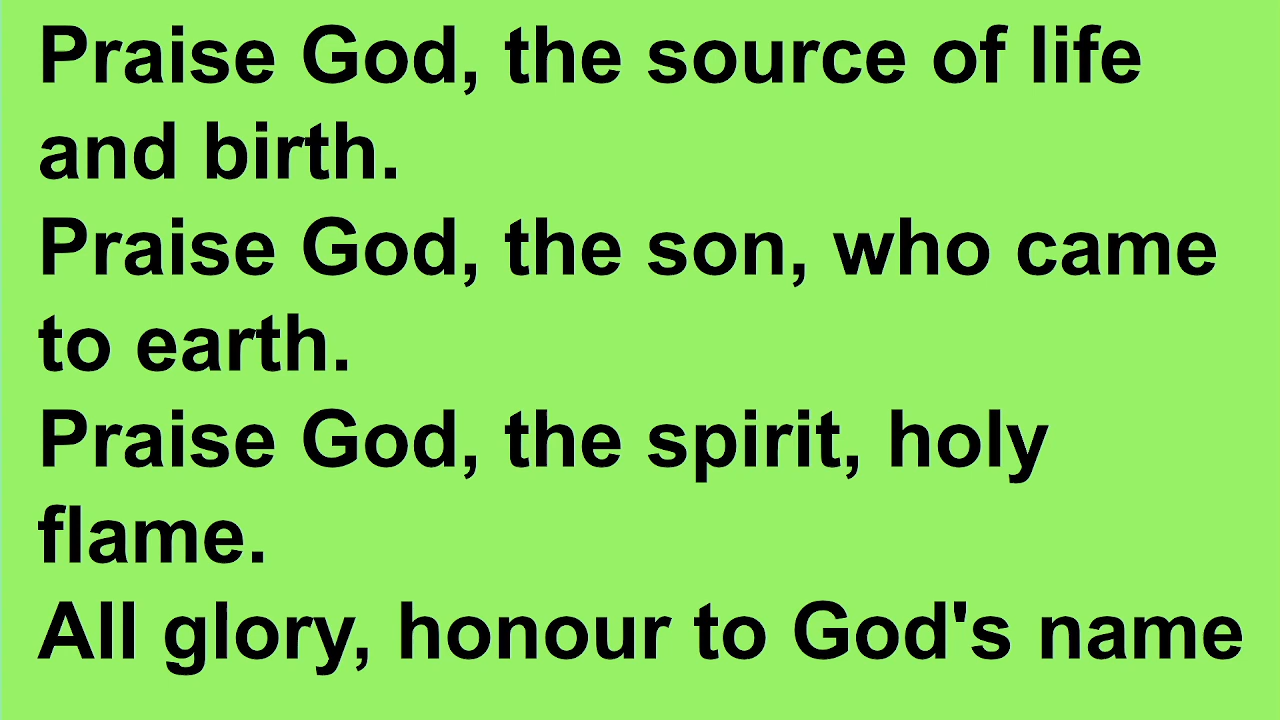 Praise God, the source of life
and birth.
Praise God, the son, who came
to earth.
Praise God, the spirit, holy
flame.
All glory, honour to God's name